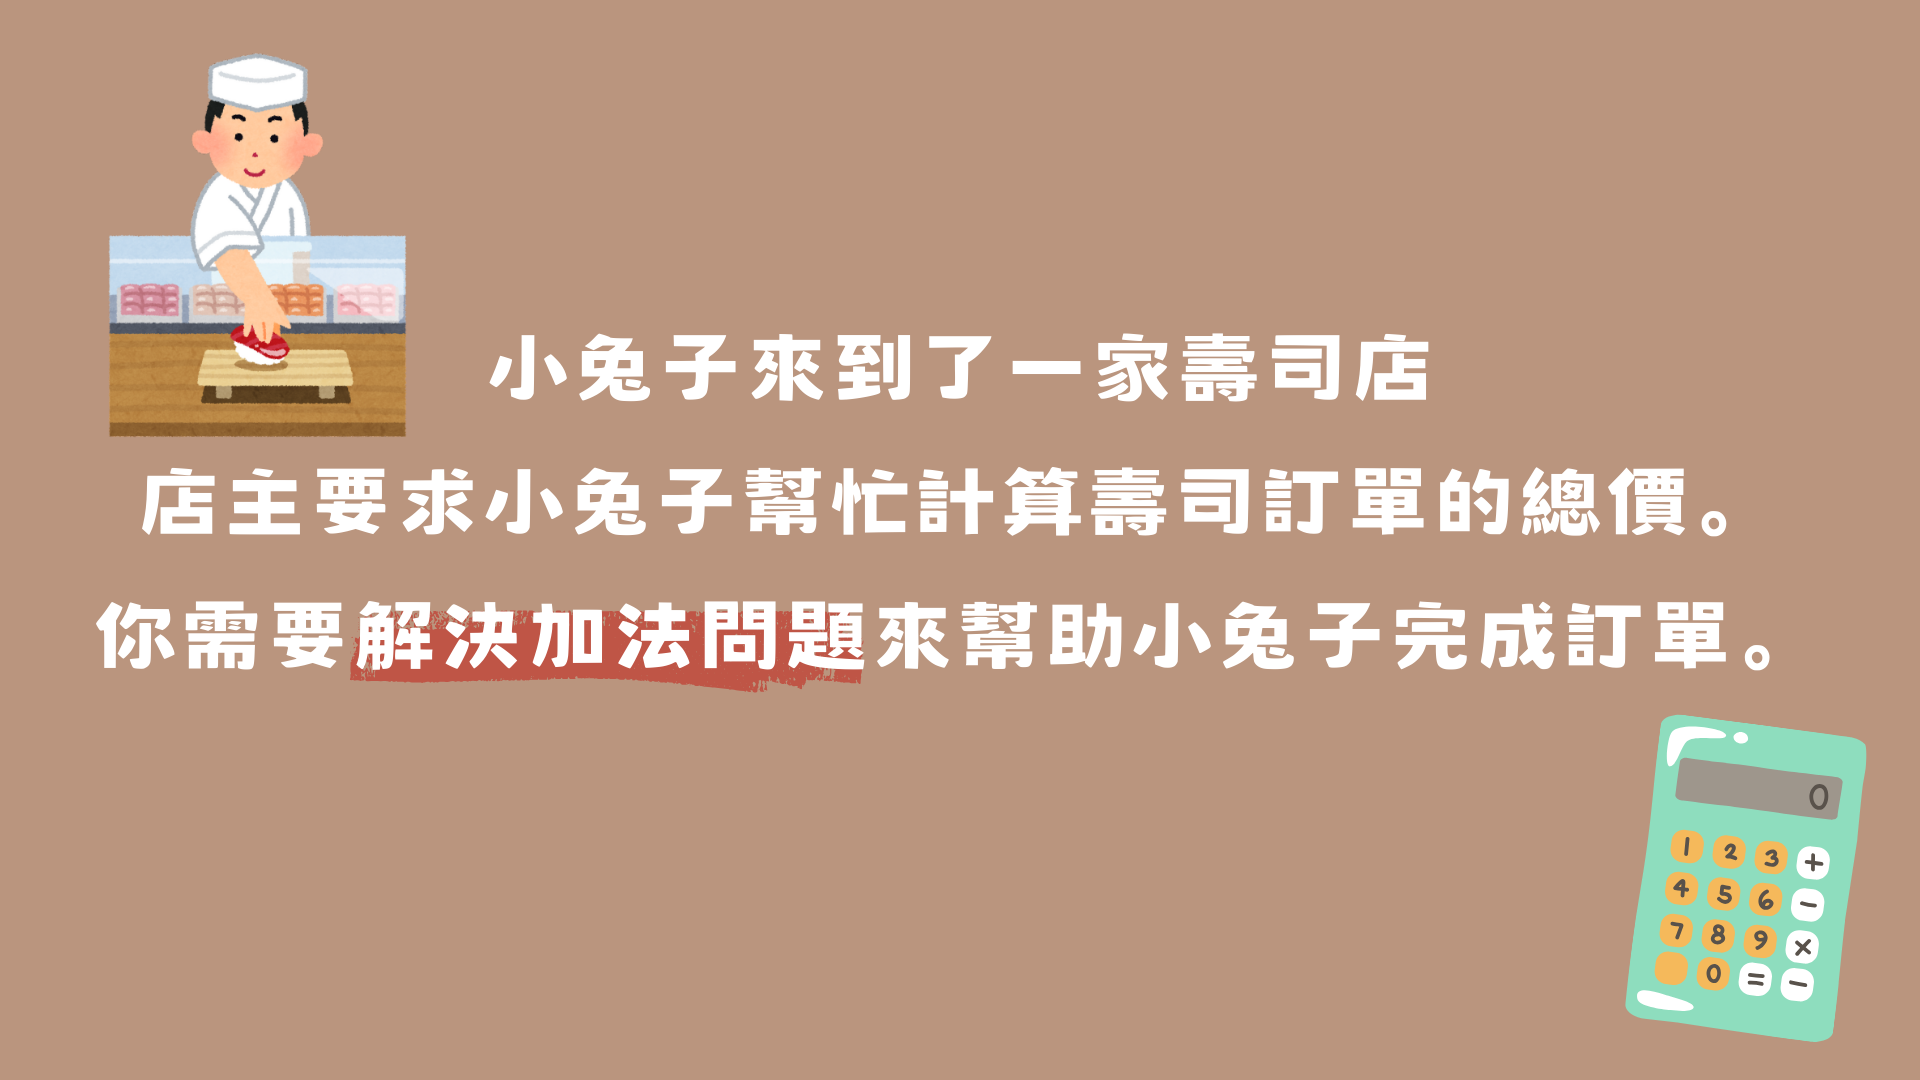 小兔子來到了一家壽司店
店主要求小兔子幫忙計算壽司訂單的總價。
你需要解決加法問題來幫助小兔子完成訂單。
0
1 2 3 +
4 5 6 -
7 8 9 ×
0 = -